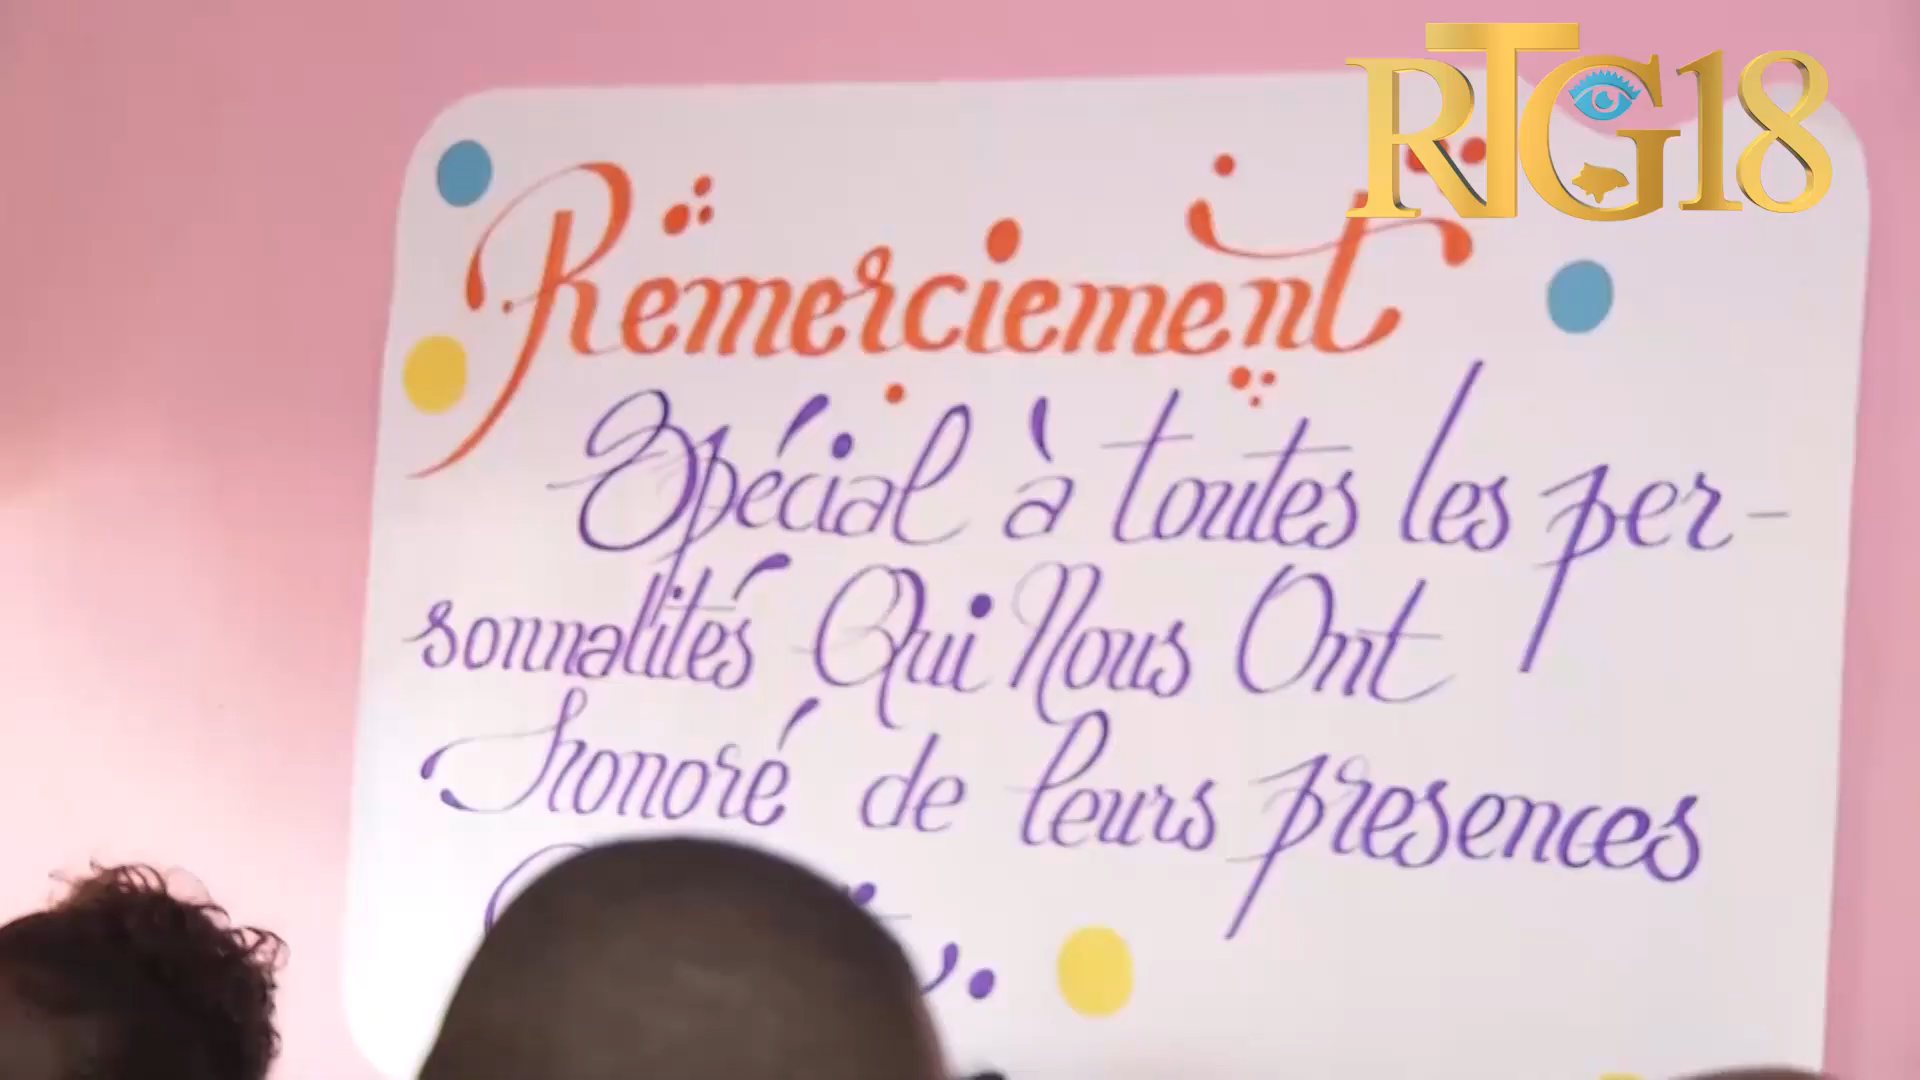 RTG18
Remerciement
Spécial à toutes les per-
sonnalités Qui Nous Ont
honoré de leurs presences